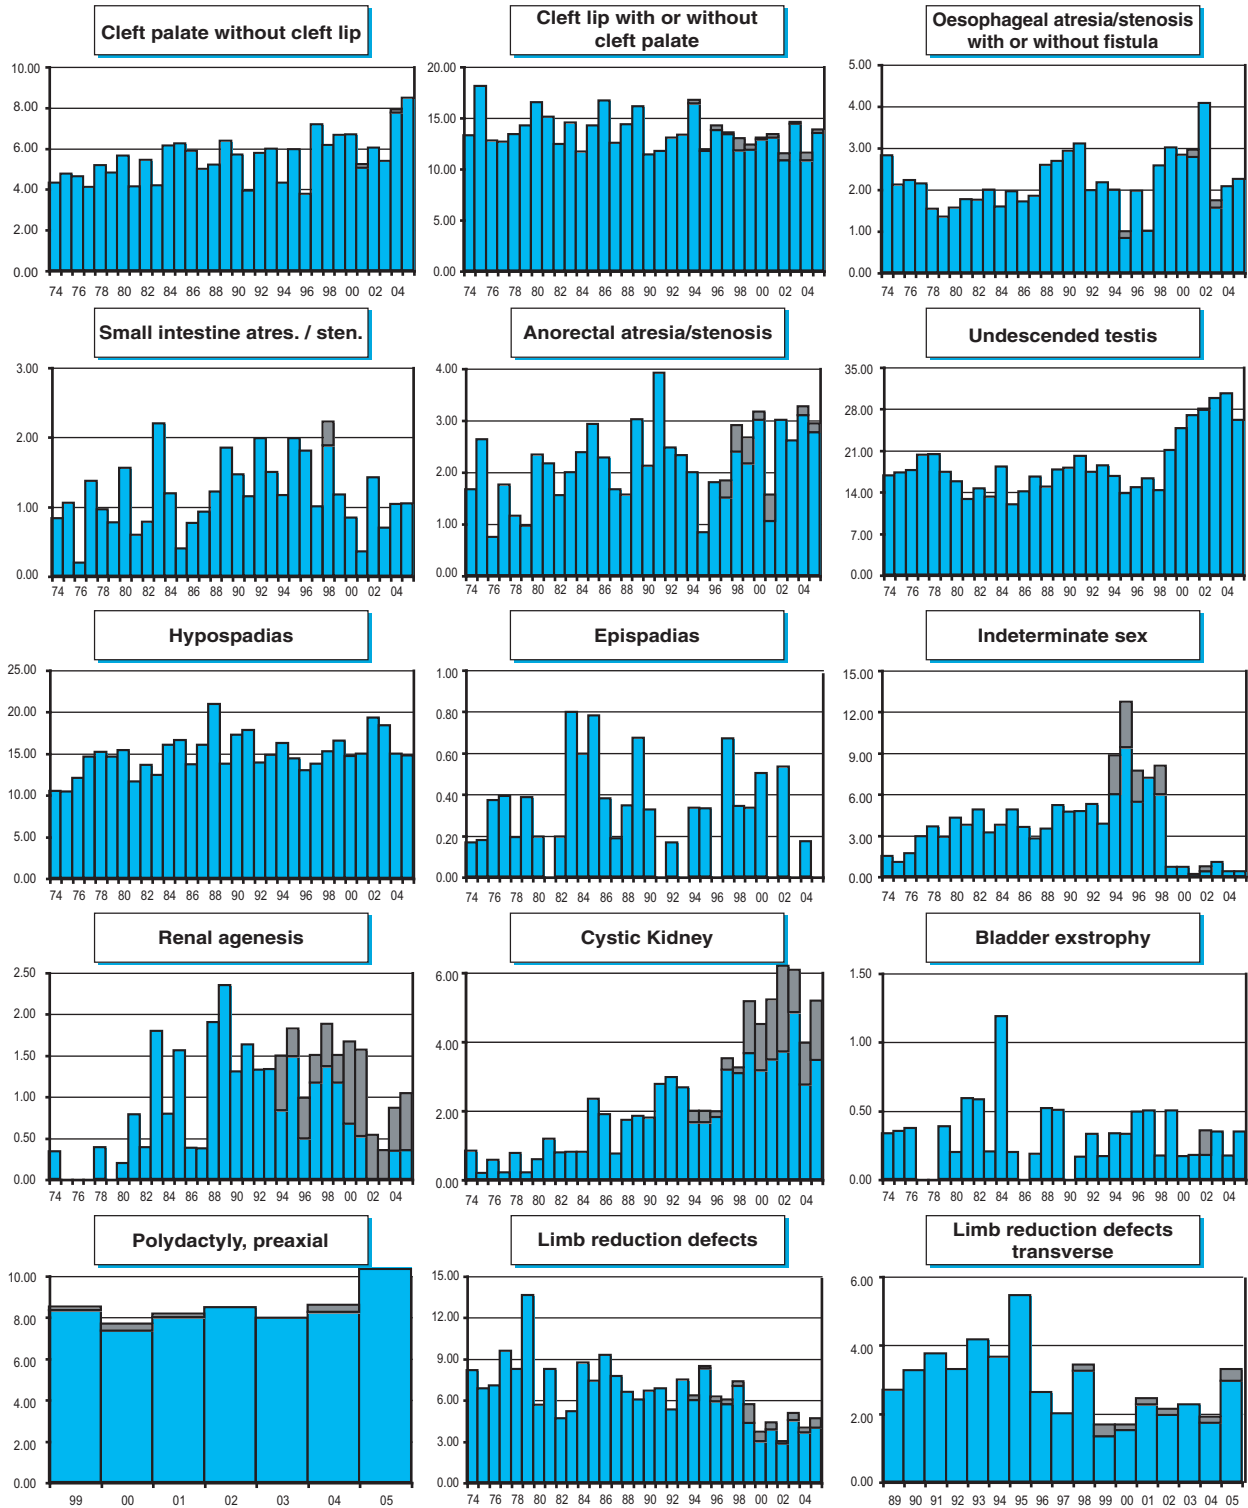 Cleft palate without cleft lip
10.00
8.00
6.00
4.00
2.00
0.00
74 76 78 80 82 84 86 88 90 92 94 96 98 00 02 04
Cleft lip with or without
cleft palate
20.00
15.00
10.00
5.00
0.00
74 76 78 80 82 84 86 88 90 92 94 96 98 00 02 04
Oesophageal atresia/stenosis
with or without fistula
5.00
4.00
3.00
2.00
1.00
0.00
74 76 78 80 82 84 86 88 90 92 94 96 98 00 02 04
Small intestine atres. / sten.
3.00
2.00
1.00
0.00
74 76 78 80 82 84 86 88 90 92 94 96 98 00 02 04
Anorectal atresia/stenosis
4.00
3.00
2.00
1.00
0.00
74 76 78 80 82 84 86 88 90 92 94 96 98 00 02 04
Undescended testis
35.00
28.00
21.00
14.00
7.00
0.00
74 76 78 80 82 84 86 88 90 92 94 96 98 00 02 04
Hypospadias
25.00
20.00
15.00
10.00
5.00
0.00
74 76 78 80 82 84 86 88 90 92 94 96 98 00 02 04
Epispadias
1.00
0.80
0.60
0.40
0.20
0.00
74 76 78 80 82 84 86 88 90 92 94 96 98 00 02 04
Indeterminate sex
15.00
12.00
9.00
6.00
3.00
0.00
74 76 78 80 82 84 86 88 90 92 94 96 98 00 02 04
Renal agenesis
2.50
2.00
1.50
1.00
0.50
0.00
74 76 78 80 82 84 86 88 90 92 94 96 98 00 02 04
Cystic Kidney
6.00
4.00
2.00
0.00
74 76 78 80 82 84 86 88 90 92 94 96 98 00 02 04
Bladder exstrophy
1.50
1.00
0.50
0.00
74 76 78 80 82 84 86 88 90 92 94 96 98 00 02 04
Polydactyly, preaxial
10.00
8.00
6.00
4.00
2.00
0.00
99 00 01 02 03 04 05
Limb reduction defects
15.00
12.00
9.00
6.00
3.00
0.00
74 76 78 80 82 84 86 88 90 92 94 96 98 00 02 04
Limb reduction defects
transverse
6.00
4.00
2.00
0.00
89 90 91 92 93 94 95 96 97 98 99 00 01 02 03 04 05